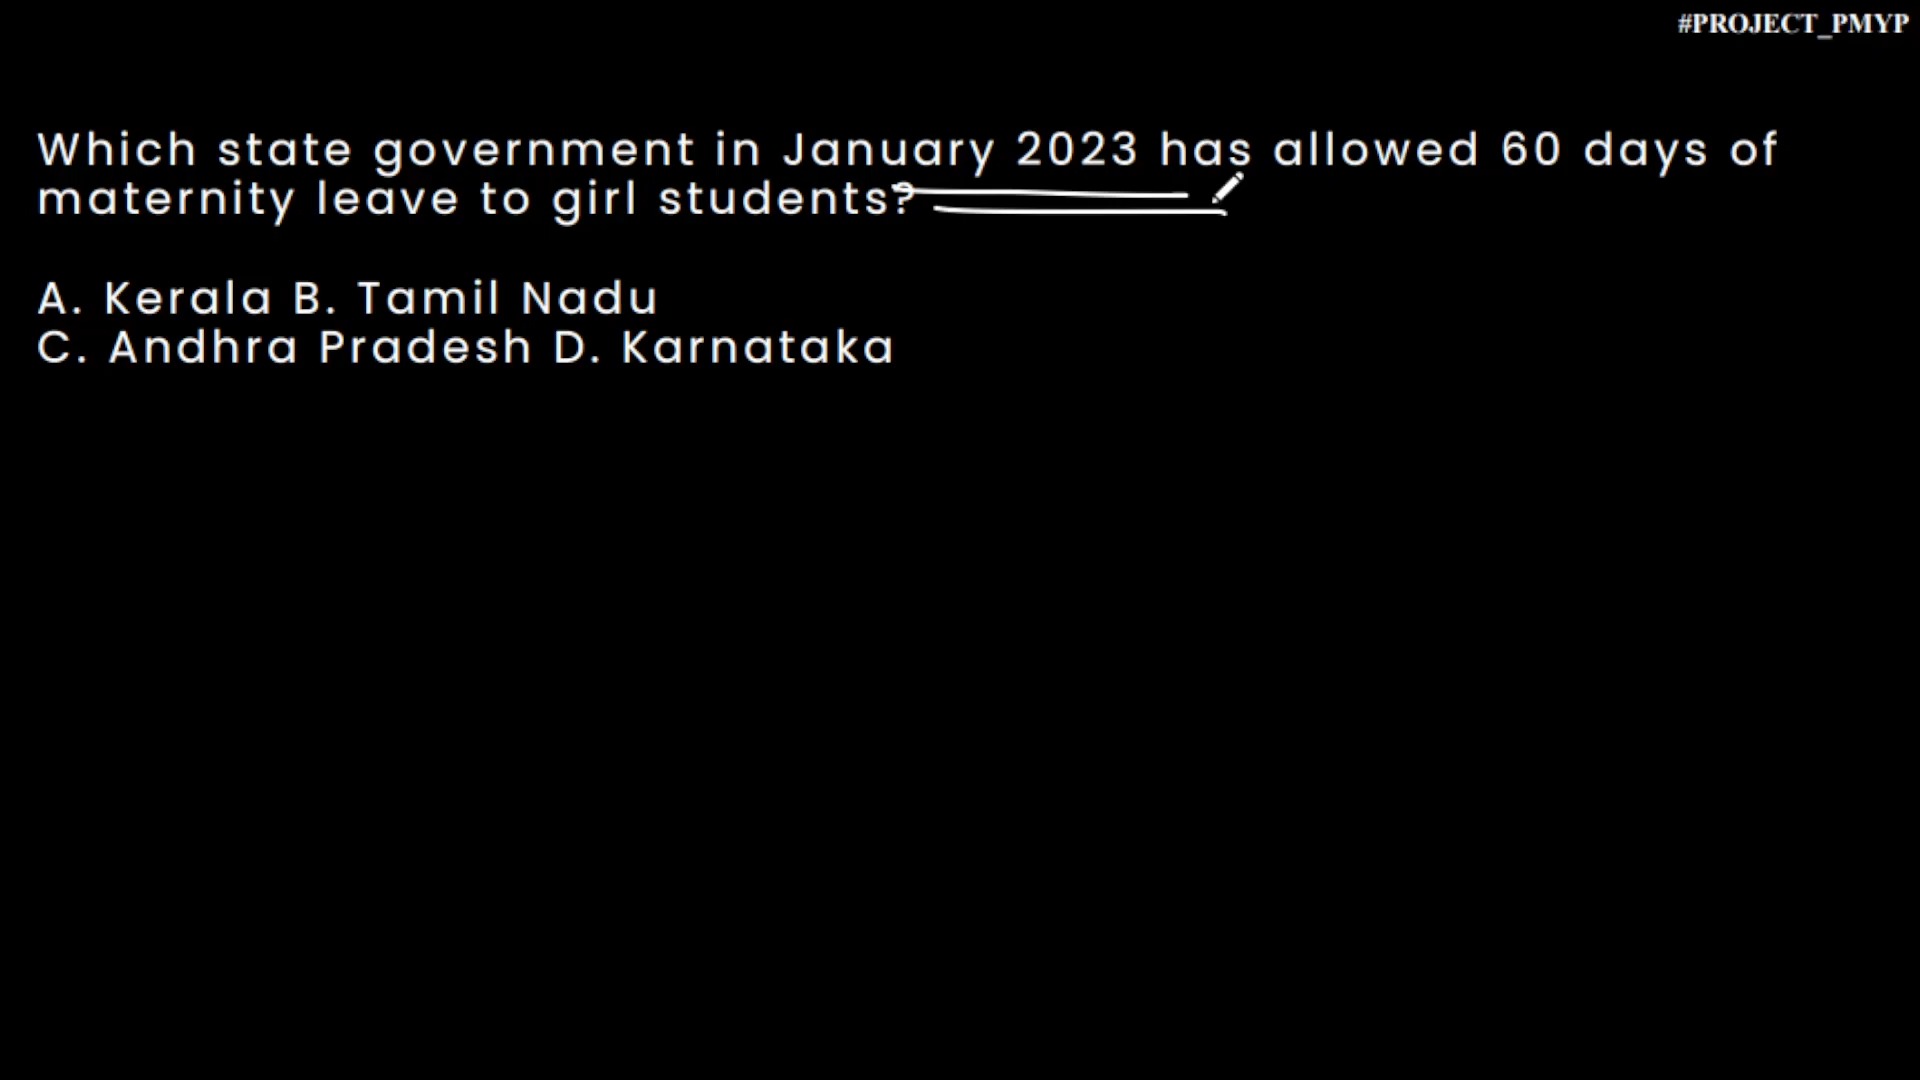 #PROJECT_PMYP
Which state government in January 2023 has allowed 60 days of
maternity leave to girl students?
A. Kerala B. Tamil Nadu
C. Andhra Pradesh D. Karnataka